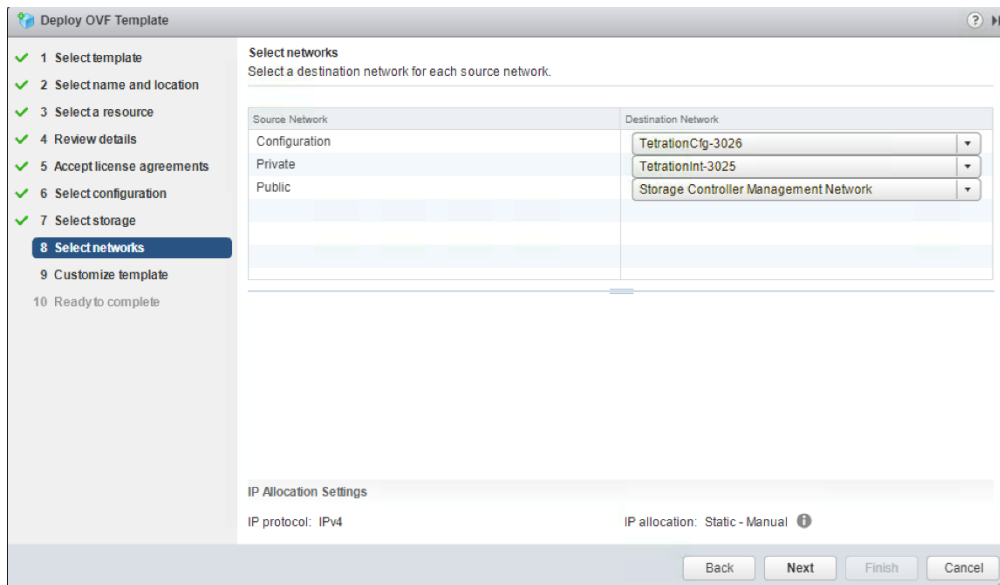 Deploy OVF Template
1 Select template
2 Select name and location
3 Select a resource
4 Review details
5 Accept license agreements
6 Select configuration
7 Select storage
8 Select networks
9 Customize template
10 Ready to complete
Select networks
Select a destination network for each source network.
Source Network Destination Network
Configuration TetrationCfg-3026
Private TetrationInt-3025
Public Storage Controller Management Network
IP Allocation Settings
IP protocol: IPv4 IP allocation: Static - Manual
Back Next Finish Cancel